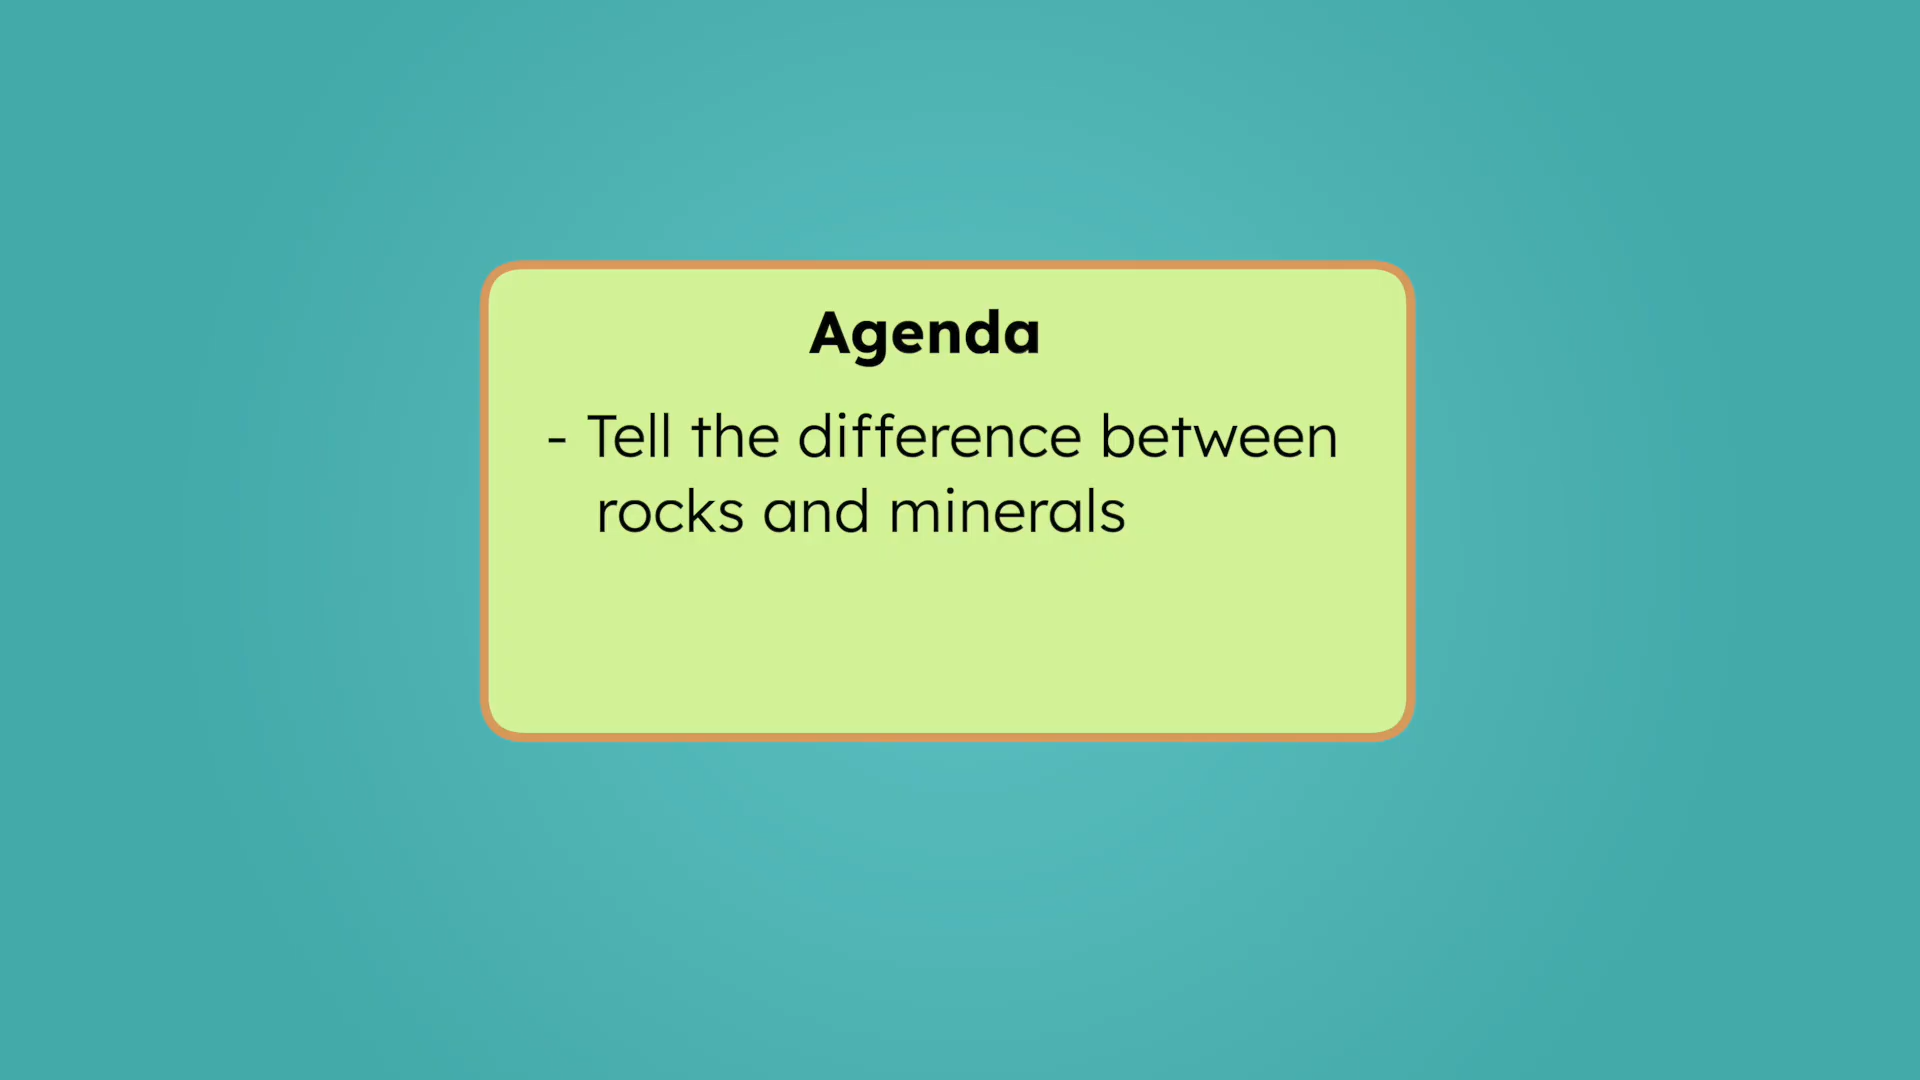 Agenda
- Tell the difference between
rocks and minerals